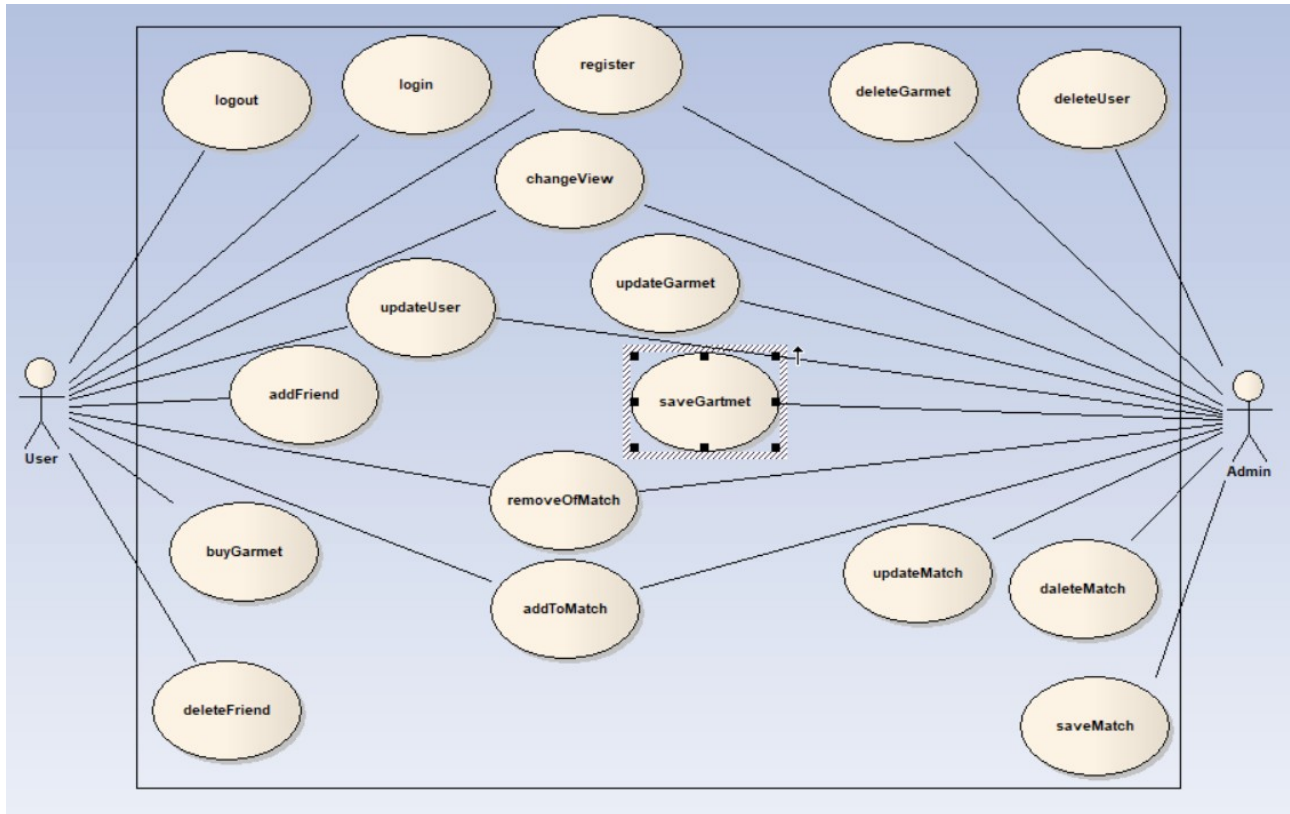 register
login
logout
deleteGarmet
deleteUser
changeView
updateGarmet
updateUser
addFriend
saveGartmet
User
Admin
removeOfMatch
buyGarmet
updateMatch
daleteMatch
addToMatch
deleteFriend
saveMatch